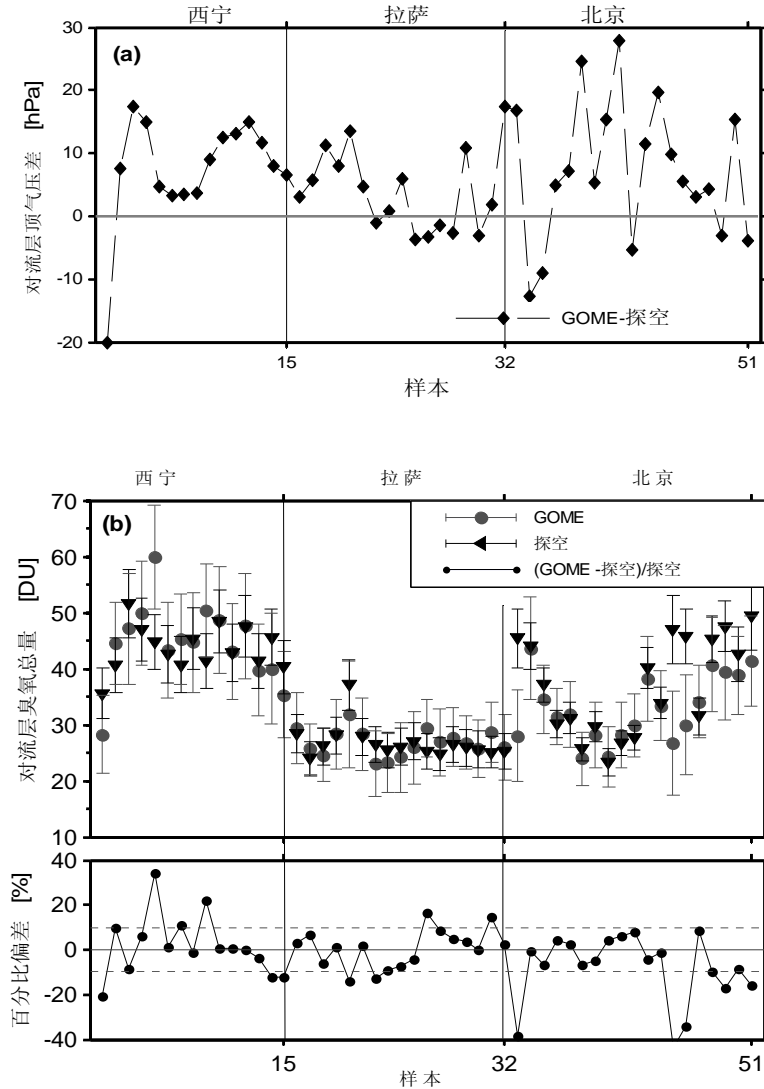 西宁 拉萨 北京
(a)
对流层顶气压差 [hPa]
30
20
10
0
-10
-20
GOME-探空
15 32 51
样本
西宁 拉萨 北京
(b)
对流层臭氧总量 [DU]
70
60
50
40
30
20
10
GOME
探空
(GOME -探空)/探空
百分比偏差 [%]
40
20
0
-20
-40
15 32 51
样本